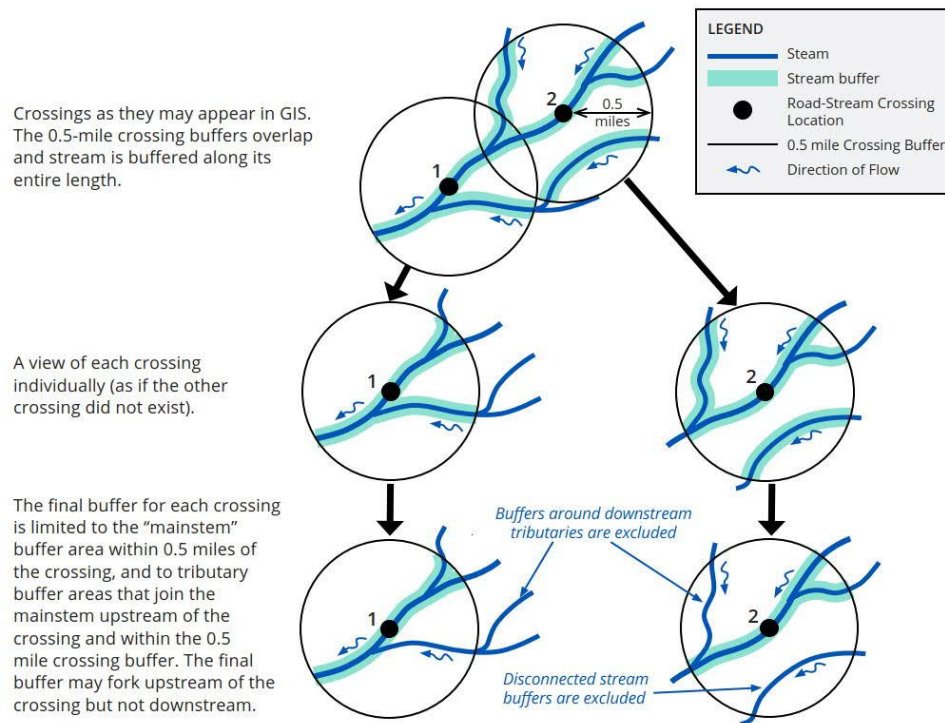 LEGEND
Steam
Stream buffer
Road-Stream Crossing
Location
0.5 mile Crossing Buffer
Direction of Flow
Crossings as they may appear in GIS.
The 0.5-mile crossing buffers overlap
and stream is buffered along its
entire length.
2
0.5
miles
1
A view of each crossing
individually (as if the other
crossing did not exist).
1
2
The final buffer for each crossing
is limited to the “mainstem”
buffer area within 0.5 miles of
the crossing, and to tributary
buffer areas that join the
mainstem upstream of the
crossing and within the 0.5
mile crossing buffer. The final
buffer may fork upstream of the
crossing but not downstream.
Buffers around downstream
tributaries are excluded
1
2
Disconnected stream
buffers are excluded